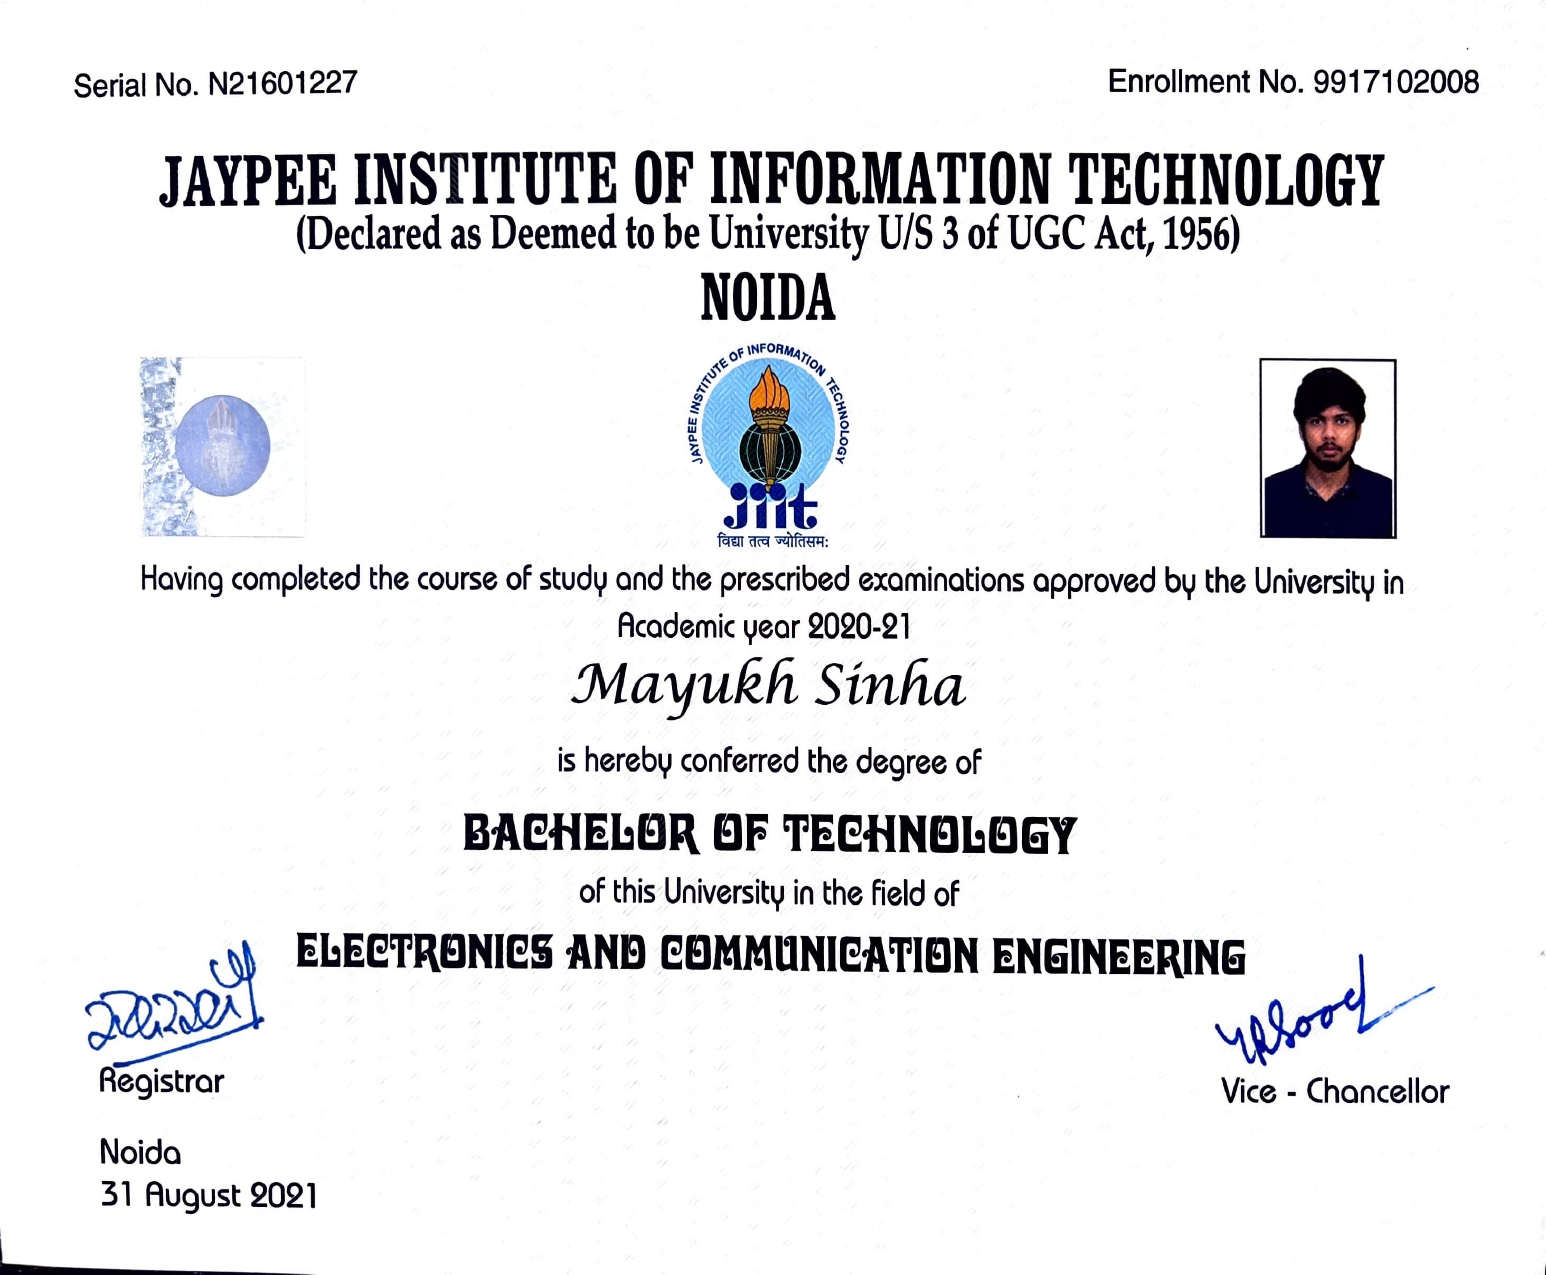 Serial No. N21601227
Enrollment No. 9917102008
JAYPEE INSTITUTE OF INFORMATION TECHNOLOGY
(Declared as Deemed to be University U/S 3 of UGC Act, 1956)
NOIDA
JAYPEE INSTITUTE OF INFORMATION TECHNOLOGY
jiit
विद्या तत्व ज्योतिसम:
Having completed the course of study and the prescribed examinations approved by the University in
Academic year 2020-21
Mayukh Sinha
is hereby conferred the degree of
BACHELOR OF TECHNOLOGY
of this University in the field of
ELECTRONICS AND COMMUNICATION ENGINEERING
Registrar
Vice - Chancellor
Noida
31 August 2021